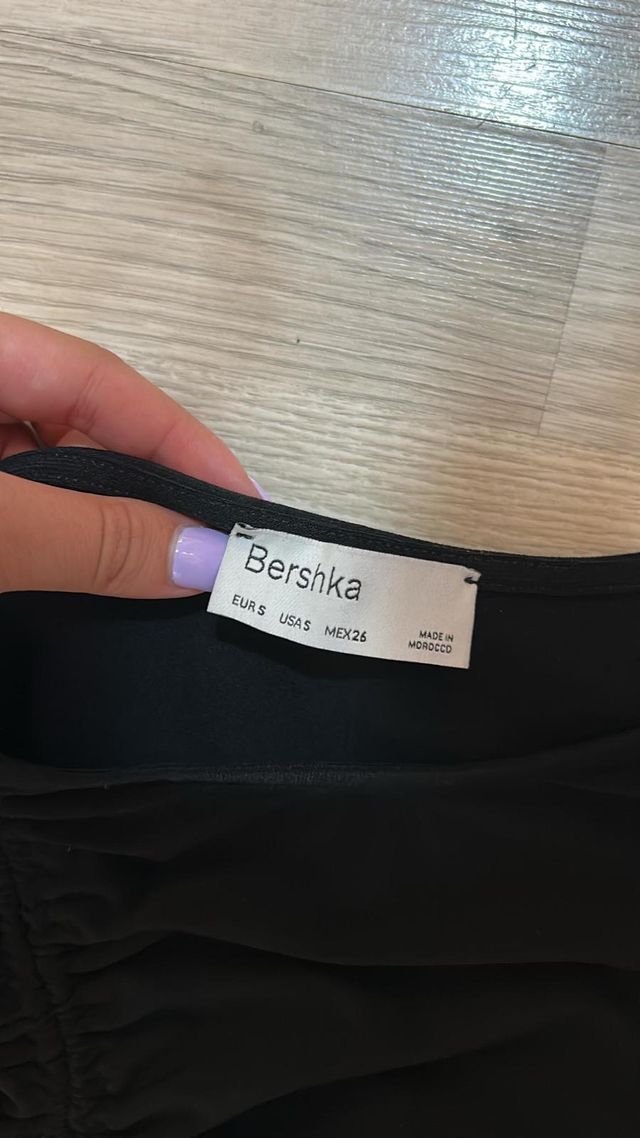 Bershka
EUR S USA S MEX 26
MADE IN
MOROCCO